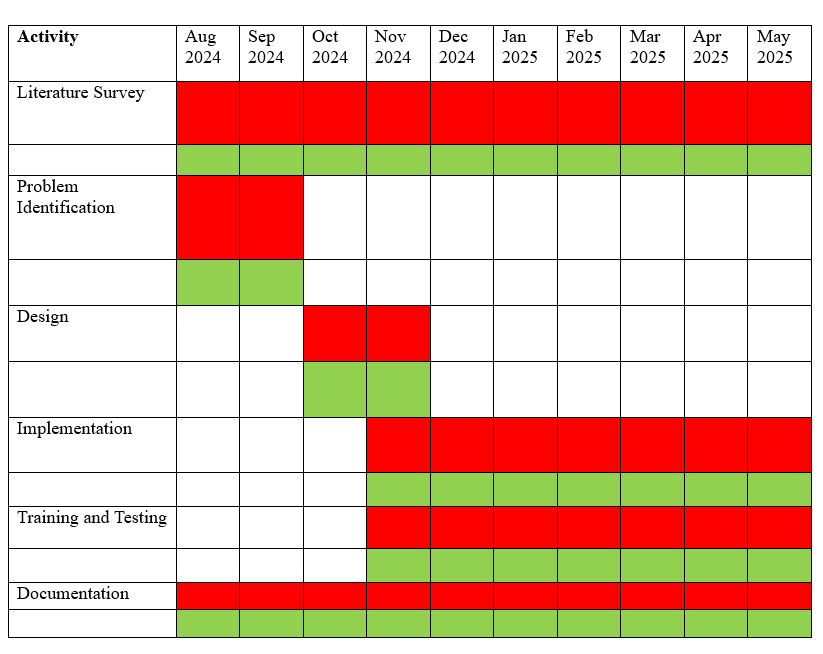 Activity
Aug
2024
Sep
2024
Oct
2024
Nov
2024
Dec
2024
Jan
2025
Feb
2025
Mar
2025
Apr
2025
May
2025
Literature Survey
Problem
Identification
Design
Implementation
Training and Testing
Documentation